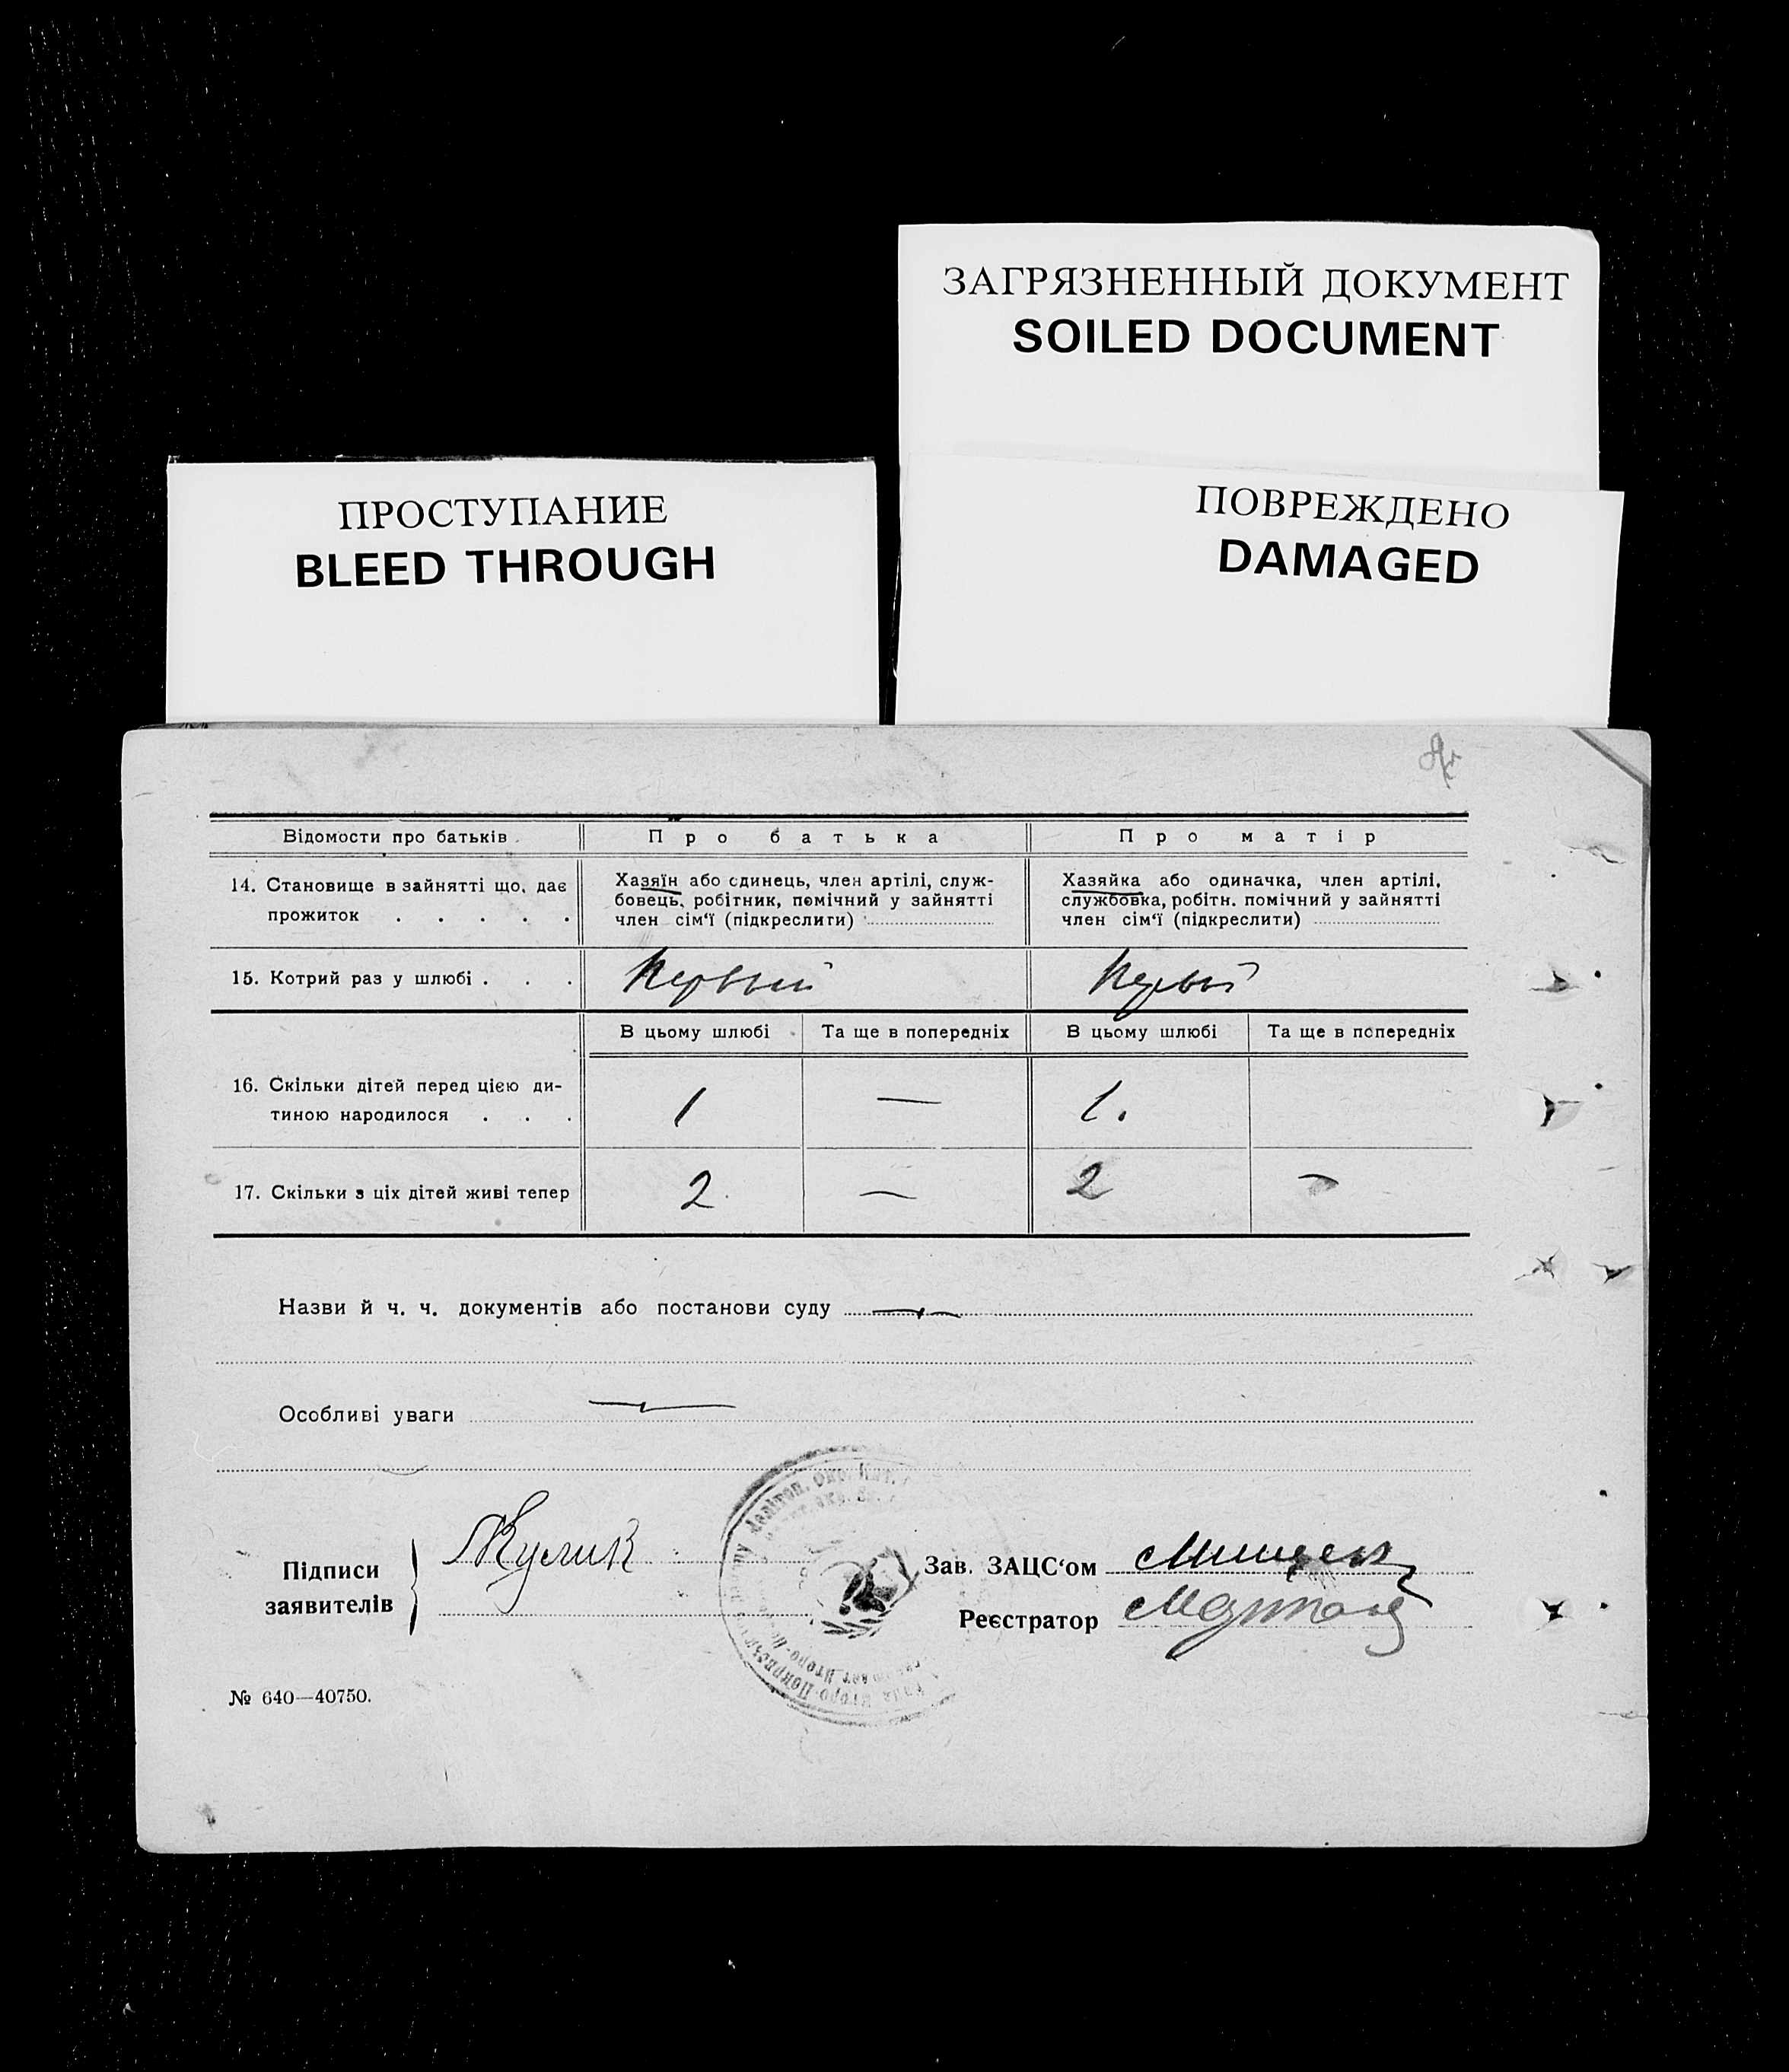 ЗАГРЯЗНЕННЫЙ ДОКУМЕНТ
SOILED DOCUMENT
ПРОСТУПАНИЕ
BLEED THROUGH
ПОВРЕЖДЕНО
DAMAGED
Відомости про батьків
Про батька
Про матір
14. Становище в зайнятті що, дає
прожиток . . . . .
Хазяїн або єдинець, член артілі, служ-
бовець, робітник, помічний у зайнятті
член сім‘ї (підкреслити)
Хазяйка або одиначка, член артілі,
службовка, робітн. помічний у зайнятті
член сім‘ї (підкреслити)
15. Котрий раз у шлюбі . . .
Первый
Первый
В цьому шлюбі
Та ще в попередніх
В цьому шлюбі
Та ще в попередніх
16. Скільки дітей перед цією ди-
тиною народилося . . .
1
—
1.
17. Скільки з ціх дітей живі тепер
2
—
2
—
Назви й ч. ч. документів або постанови суду
Особливі уваги
Підписи
заявителів
Кулик
Зав. ЗАЦС‘ом
Реєстратор
№ 640—40750.